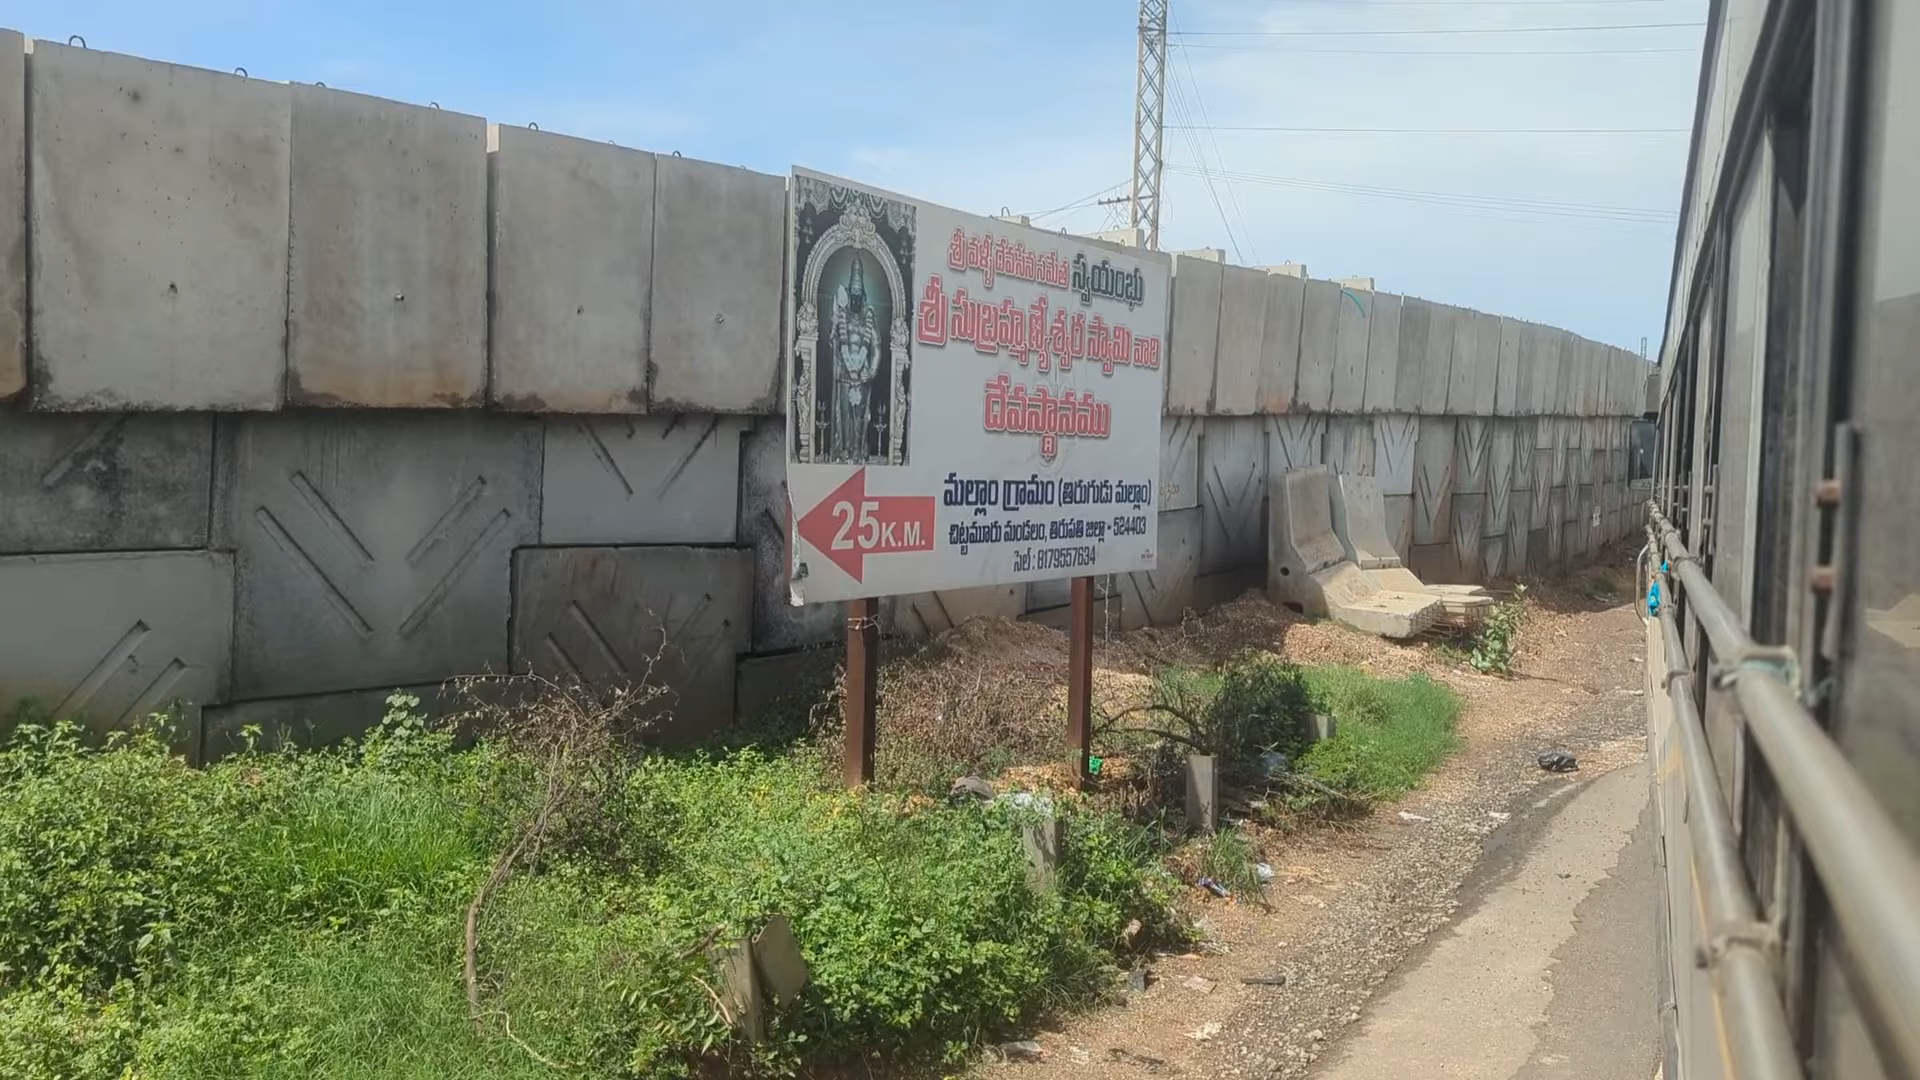 శ్రీ వళ్ళీ దేవసేన సమేత స్వయంభు
శ్రీ సుబ్రహ్మణ్యేశ్వర స్వామి వారి
దేవస్థానము
మల్లాం గ్రామం (తిరుగుడు మల్లాం)
చిట్టమూరు మండలం, తిరుపతి జిల్లా - 524403
సెల్ : 8179557634
25K.M.